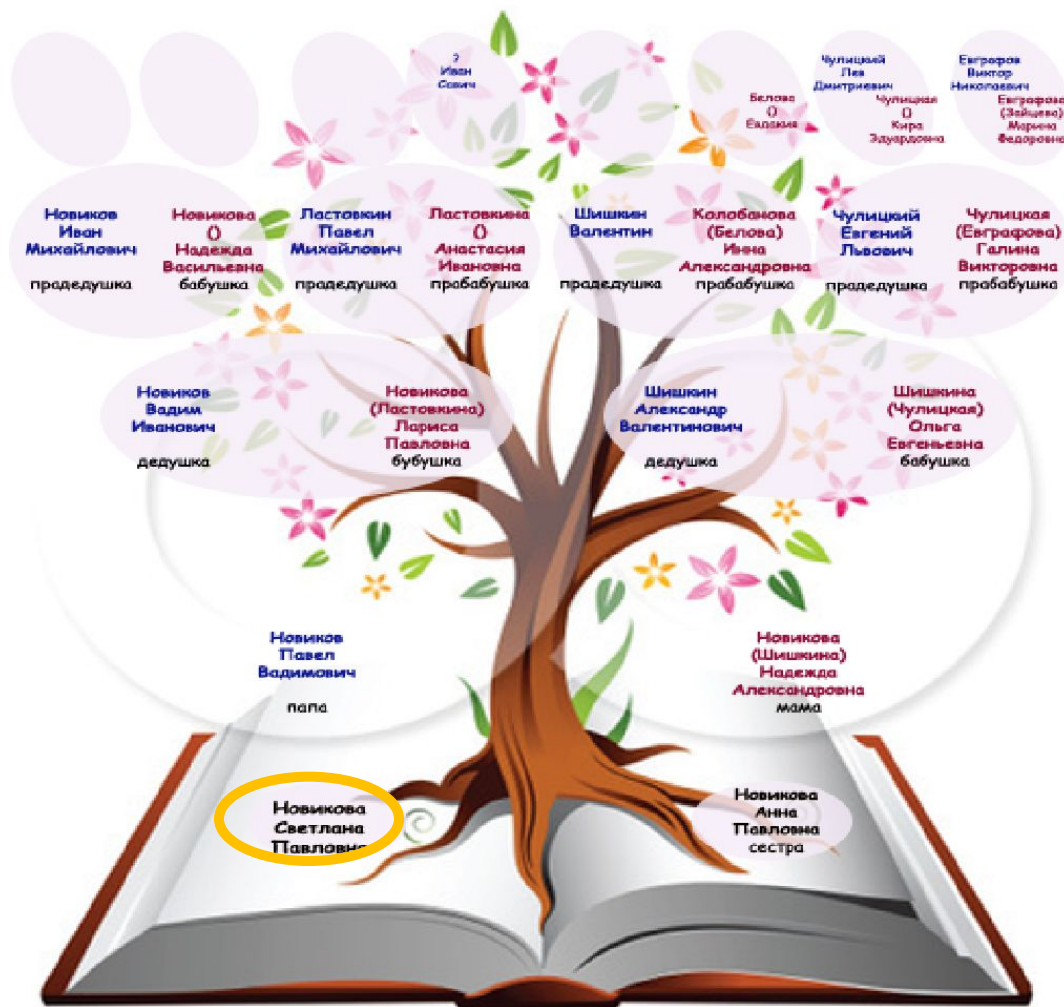 ?
Иван
Савич
Белова
()
Евдакия
Чулицкий
Лев
Дмитриевич
Чулицкая
()
Кира
Эдуардовна
Евграфов
Виктор
Николаевич
Евграфова
(Зайцева)
Марина
Федоровна
Новиков
Иван
Михайлович
прадедушка
Новикова
()
Надежда
Васильевна
бабушка
Ластовкин
Павел
Михайлович
прадедушка
Ластовкина
()
Анастасия
Ивановна
прабабушка
Шишкин
Валентин
прадедушка
Колобанова
(Белова)
Инна
Александровна
прабабушка
Чулицкий
Евгений
Львович
прадедушка
Чулицкая
(Евграфова)
Галина
Викторовна
прабабушка
Новиков
Вадим
Иванович
дедушка
Новикова
(Ластовкина)
Лариса
Павловна
бубушка
Шишкин
Александр
Валентинович
дедушка
Шишкина
(Чулицкая)
Ольга
Евгеньевна
бабушка
Новиков
Павел
Вадимович
папа
Новикова
(Шишкина)
Надежда
Александровна
мама
Новикова
Светлана
Павловна
Новикова
Анна
Павловна
сестра